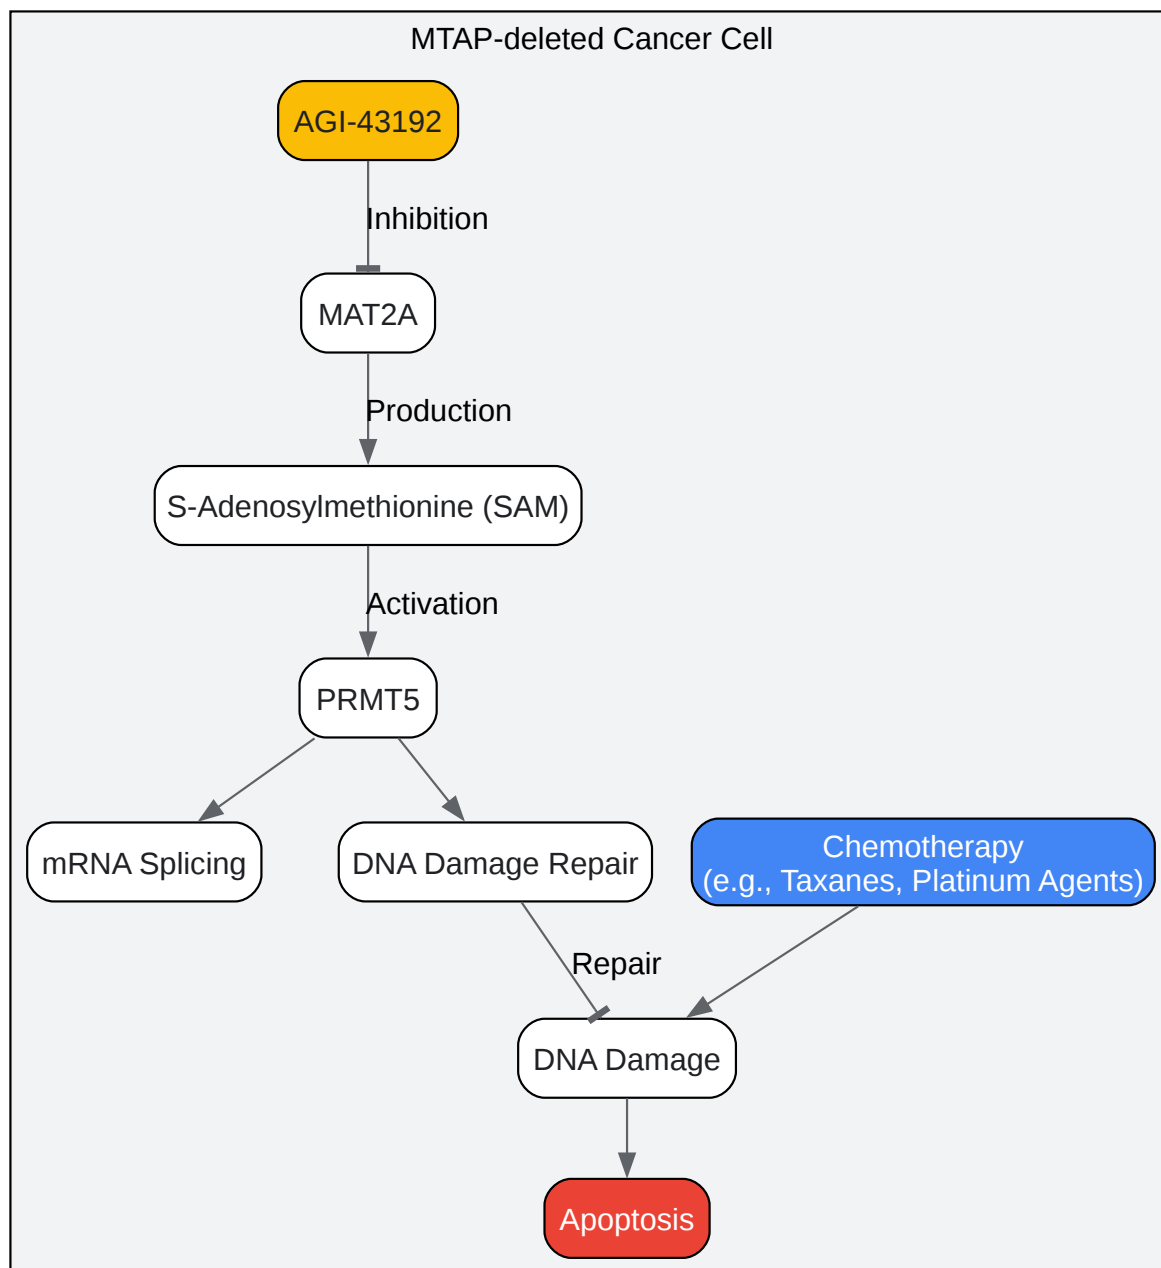 MTAP-deleted Cancer Cell
AGI-43192
Inhibition
MAT2A
Production
S-Adenosylmethionine (SAM)
Activation
PRMT5
mRNA Splicing
DNA Damage Repair
Chemotherapy
(e.g., Taxanes, Platinum Agents)
Repair
DNA Damage
Apoptosis